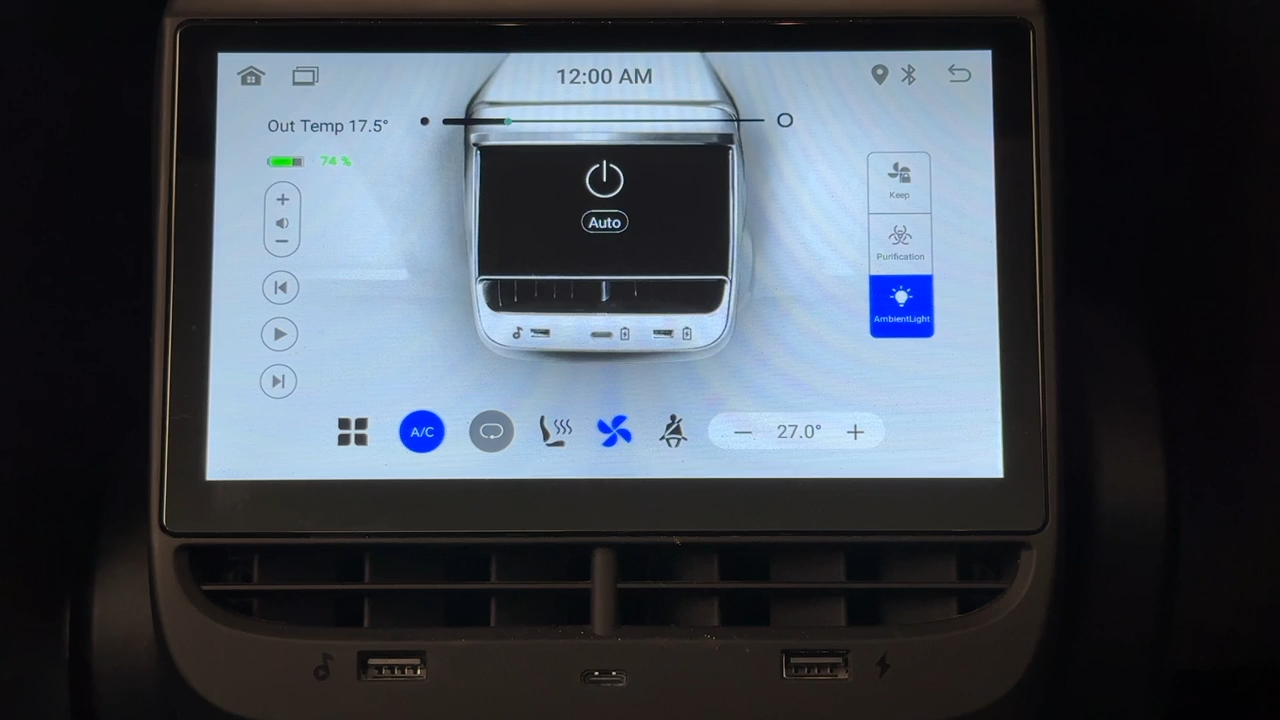 12:00 AM
Out Temp 17.5°
74 %
Auto
Keep
Purification
AmbientLight
A/C
27.0°